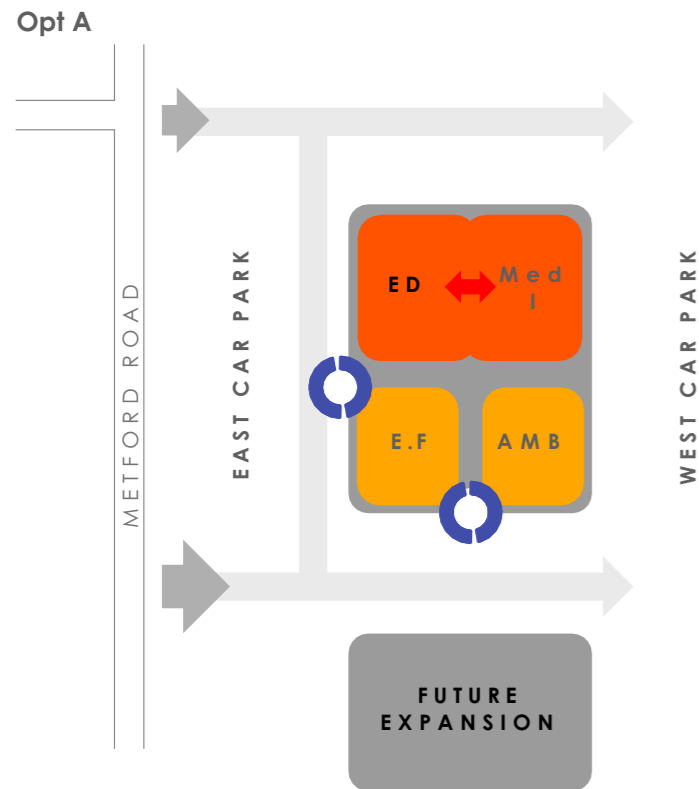 Opt A
METFORD ROAD
EAST CAR PARK
ED
Med
I
E.F
AMB
WEST CAR PARK
FUTURE
EXPANSION